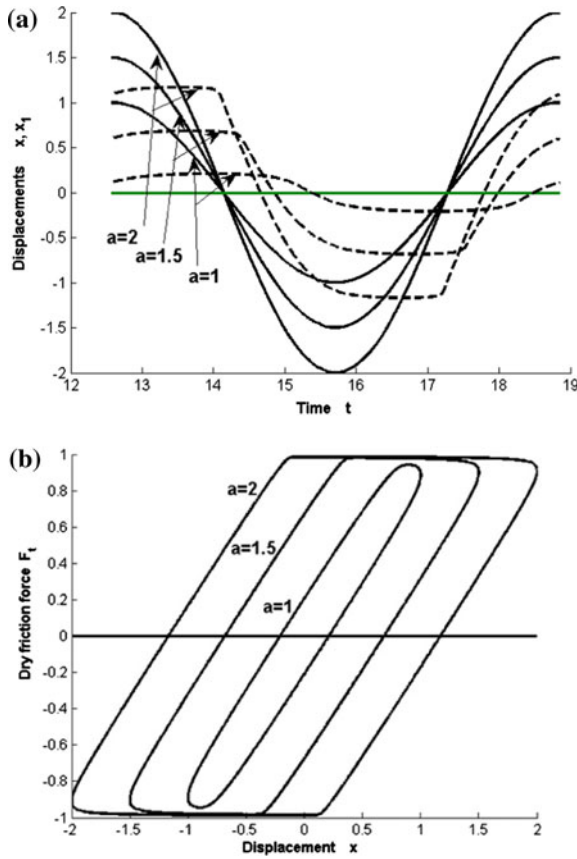 (a)
2
1.5
1
0.5
0
-0.5
-1
-1.5
-2
Displacements x, x1
a=2
a=1.5
a=1
12 13 14 15 16 17 18 19
Time t
(b)
1
0.8
0.6
0.4
0.2
0
-0.2
-0.4
-0.6
-0.8
-1
Dry friction force Ft
a=2
a=1.5
a=1
-2 -1.5 -1 -0.5 0 0.5 1 1.5 2
Displacement x